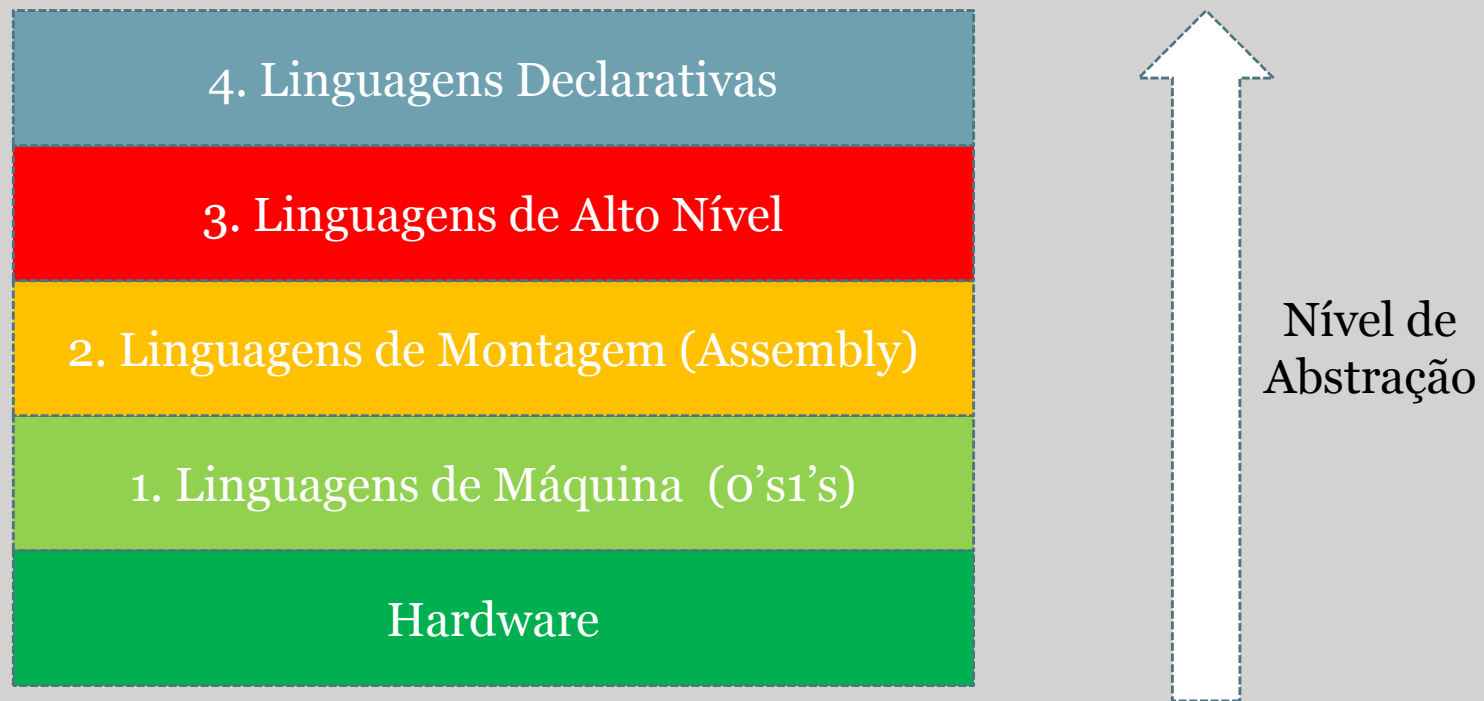 4. Linguagens Declarativas
3. Linguagens de Alto Nível
2. Linguagens de Montagem (Assembly)
1. Linguagens de Máquina (0's1's)
Hardware
Nível de
Abstração